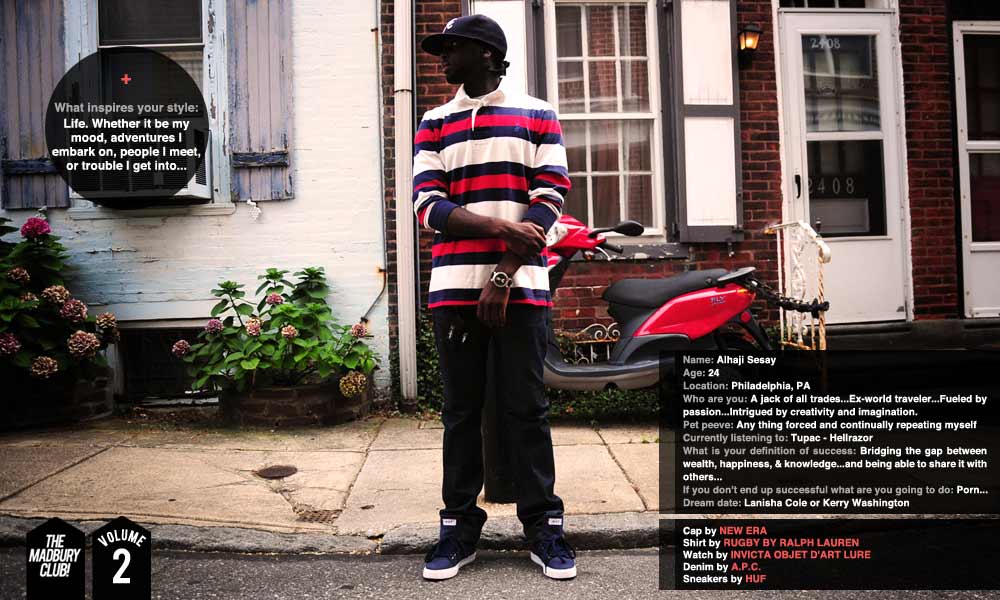 +
What inspires your style:
Life. Whether it be my
mood, adventures I
embark on, people I meet,
or trouble I get into...
2408
2408
FLY
Name: Alhaji Sesay
Age: 24
Location: Philadelphia, PA
Who are you: A jack of all trades...Ex-world traveler...Fueled by
passion...Intrigued by creativity and imagination.
Pet peeve: Any thing forced and continually repeating myself
Currently listening to: Tupac - Hellrazor
What is your definition of success: Bridging the gap between
wealth, happiness, & knowledge...and being able to share it with
others...
If you don't end up successful what are you going to do: Porn...
Dream date: Lanisha Cole or Kerry Washington
Cap by NEW ERA
Shirt by RUGBY BY RALPH LAUREN
Watch by INVICTA OBJET D'ART LURE
Denim by A.P.C.
Sneakers by HUF
THE
MADBURY
CLUB!
VOLUME
2